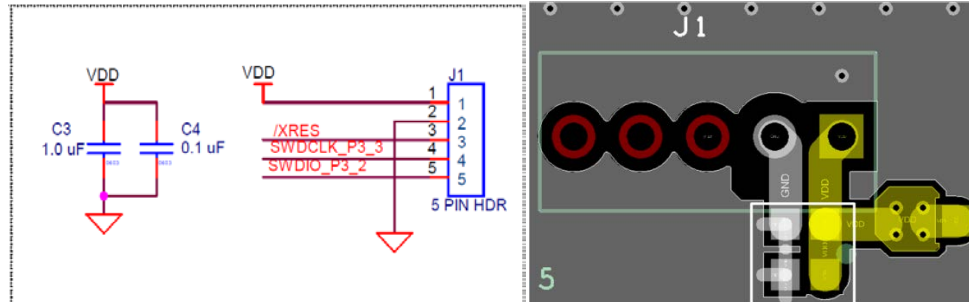 VDD
C3
1.0 uF
C4
0.1 uF
VDD
J1
1
1
2
2
/XRES
3
3
SWDCLK_P3_3
4
4
SWDIO_P3_2
5
5
5 PIN HDR
J1
GND
VDD
VDD
VDD
5